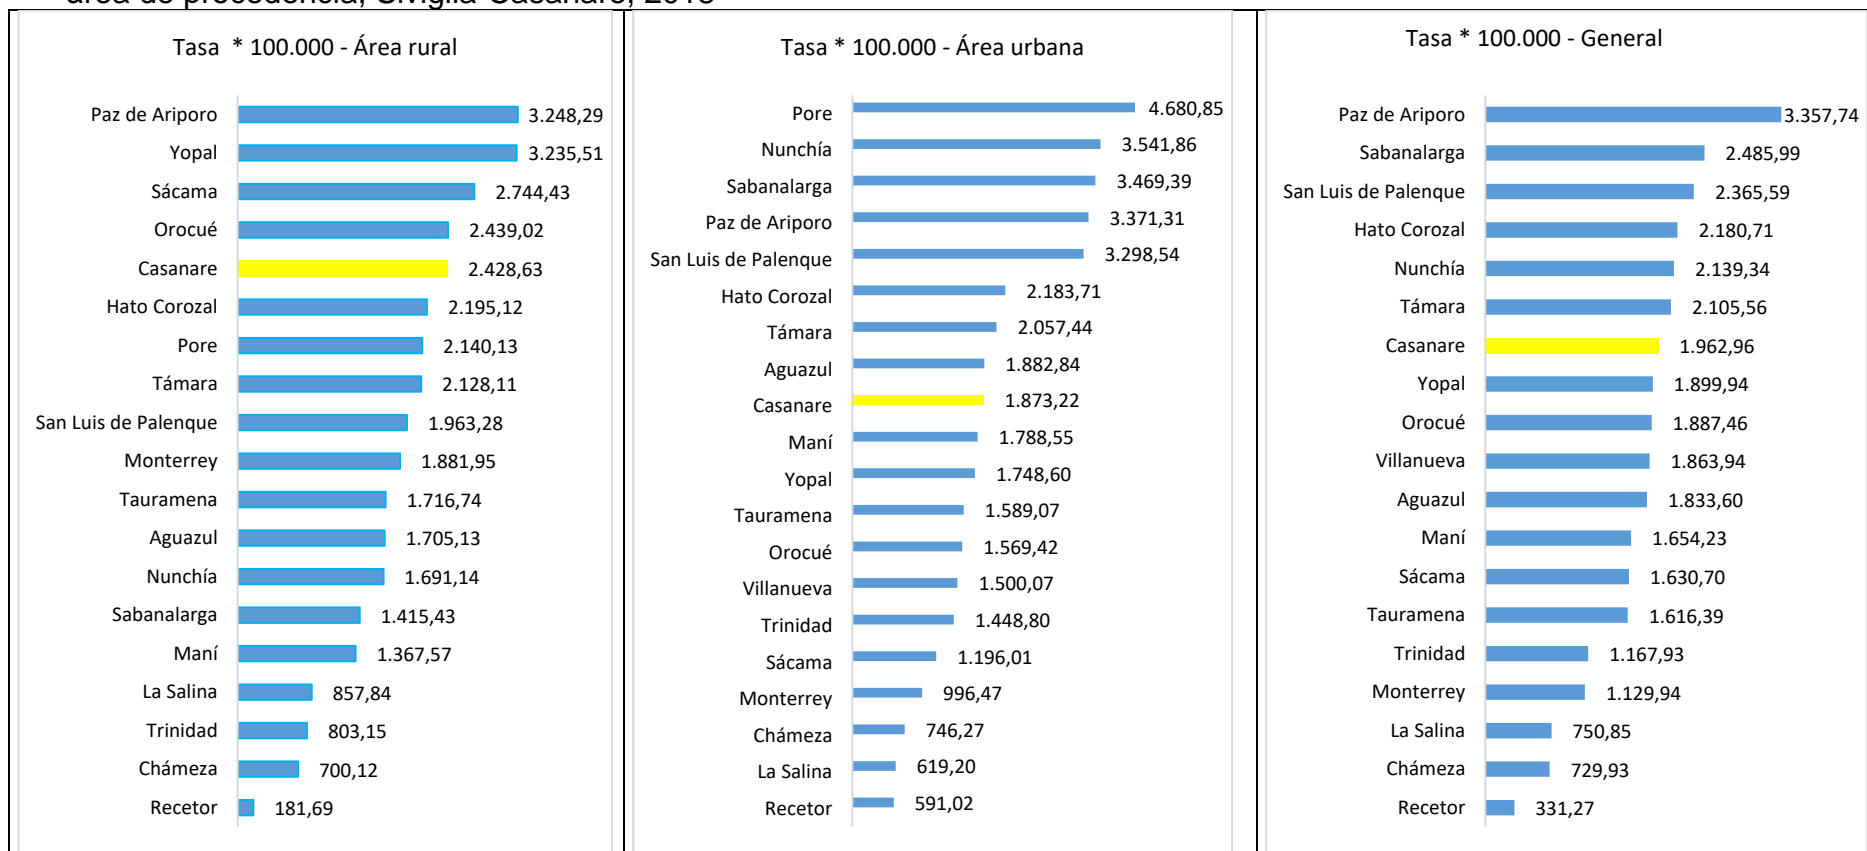 área de procedencia, Sivigila Casanare, 2018
Tasa * 100.000 - Área rural
Paz de Ariporo 3.248,29
Yopal 3.235,51
Sácama 2.744,43
Orocué 2.439,02
Casanare 2.428,63
Hato Corozal 2.195,12
Pore 2.140,13
Támara 2.128,11
San Luis de Palenque 1.963,28
Monterrey 1.881,95
Tauramena 1.716,74
Aguazul 1.705,13
Nunchía 1.691,14
Sabanalarga 1.415,43
Maní 1.367,57
La Salina 857,84
Trinidad 803,15
Chámeza 700,12
Recetor 181,69
Tasa * 100.000 - Área urbana
Pore 4.680,85
Nunchía 3.541,86
Sabanalarga 3.469,39
Paz de Ariporo 3.371,31
San Luis de Palenque 3.298,54
Hato Corozal 2.183,71
Támara 2.057,44
Aguazul 1.882,84
Casanare 1.873,22
Maní 1.788,55
Yopal 1.748,60
Tauramena 1.589,07
Orocué 1.569,42
Villanueva 1.500,07
Trinidad 1.448,80
Sácama 1.196,01
Monterrey 996,47
Chámeza 746,27
La Salina 619,20
Recetor 591,02
Tasa * 100.000 - General
Paz de Ariporo 3.357,74
Sabanalarga 2.485,99
San Luis de Palenque 2.365,59
Hato Corozal 2.180,71
Nunchía 2.139,34
Támara 2.105,56
Casanare 1.962,96
Yopal 1.899,94
Orocué 1.887,46
Villanueva 1.863,94
Aguazul 1.833,60
Maní 1.654,23
Sácama 1.630,70
Tauramena 1.616,39
Trinidad 1.167,93
Monterrey 1.129,94
La Salina 750,85
Chámeza 729,93
Recetor 331,27